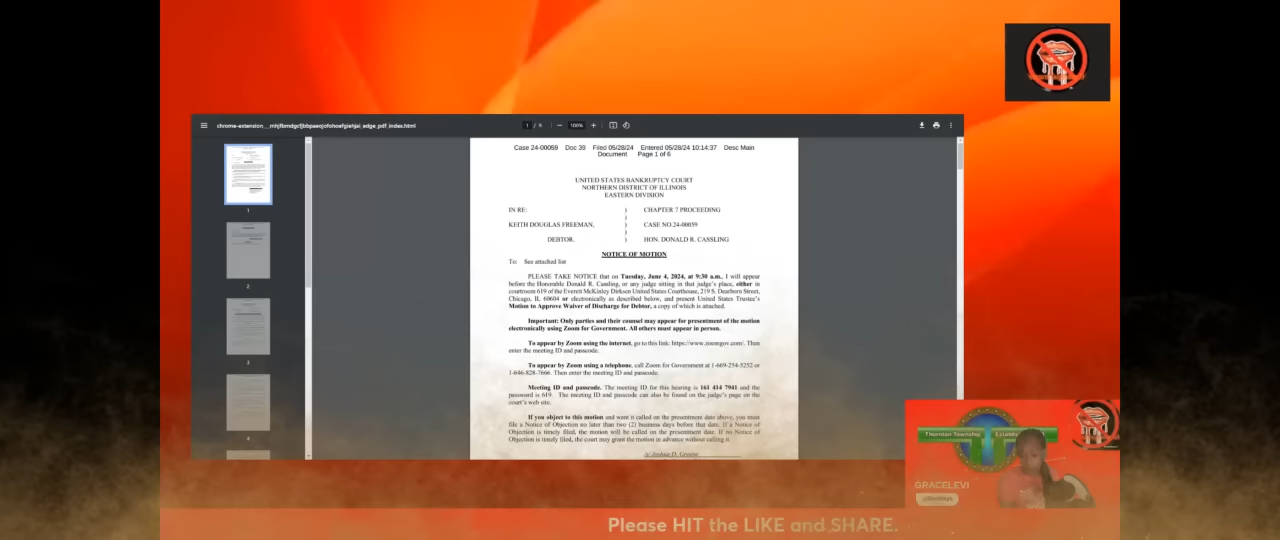 chrome-extension__mhjfbmdgcfjbbpaeojofohoefgiehjai_edge_pdf_index.html
1 / 9
100%
Case 24-00059 Doc 39 Filed 05/28/24 Entered 05/28/24 10:14:37 Desc Main
Document Page 1 of 6
UNITED STATES BANKRUPTCY COURT
NORTHERN DISTRICT OF ILLINOIS
EASTERN DIVISION
IN RE: ) CHAPTER 7 PROCEEDING
)
KEITH DOUGLAS FREEMAN, ) CASE NO.24-00059
)
DEBTOR. ) HON. DONALD R. CASSLING
NOTICE OF MOTION
To: See attached list
PLEASE TAKE NOTICE that on Tuesday, June 4, 2024, at 9:30 a.m., I will appear
before the Honorable Donald R. Cassling, or any judge sitting in that judge's place, either in
courtroom 619 of the Everett McKinley Dirksen United States Courthouse, 219 S. Dearborn Street,
Chicago, IL 60604 or electronically as described below, and present United States Trustee's
Motion to Approve Waiver of Discharge for Debtor, a copy of which is attached.
Important: Only parties and their counsel may appear for presentment of the motion
electronically using Zoom for Government. All others must appear in person.
To appear by Zoom using the internet, go to this link: https://www.zoomgov.com/. Then
enter the meeting ID and passcode.
To appear by Zoom using a telephone, call Zoom for Government at 1-669-254-5252 or
1-646-828-7666. Then enter the meeting ID and passcode.
Meeting ID and passcode. The meeting ID for this hearing is 161 414 7941 and the
password is 619. The meeting ID and passcode can also be found on the judge's page on the
court's web site.
If you object to this motion and want it called on the presentment date above, you must
file a Notice of Objection no later than two (2) business days before that date. If a Notice of
Objection is timely filed, the motion will be called on the presentment date. If no Notice of
Objection is timely filed, the court may grant the motion in advance without calling it.
/s/ Joshua D. Greene
1
2
3
4
Thornton Township
GRACELEVI
Please HIT the LIKE and SHARE.